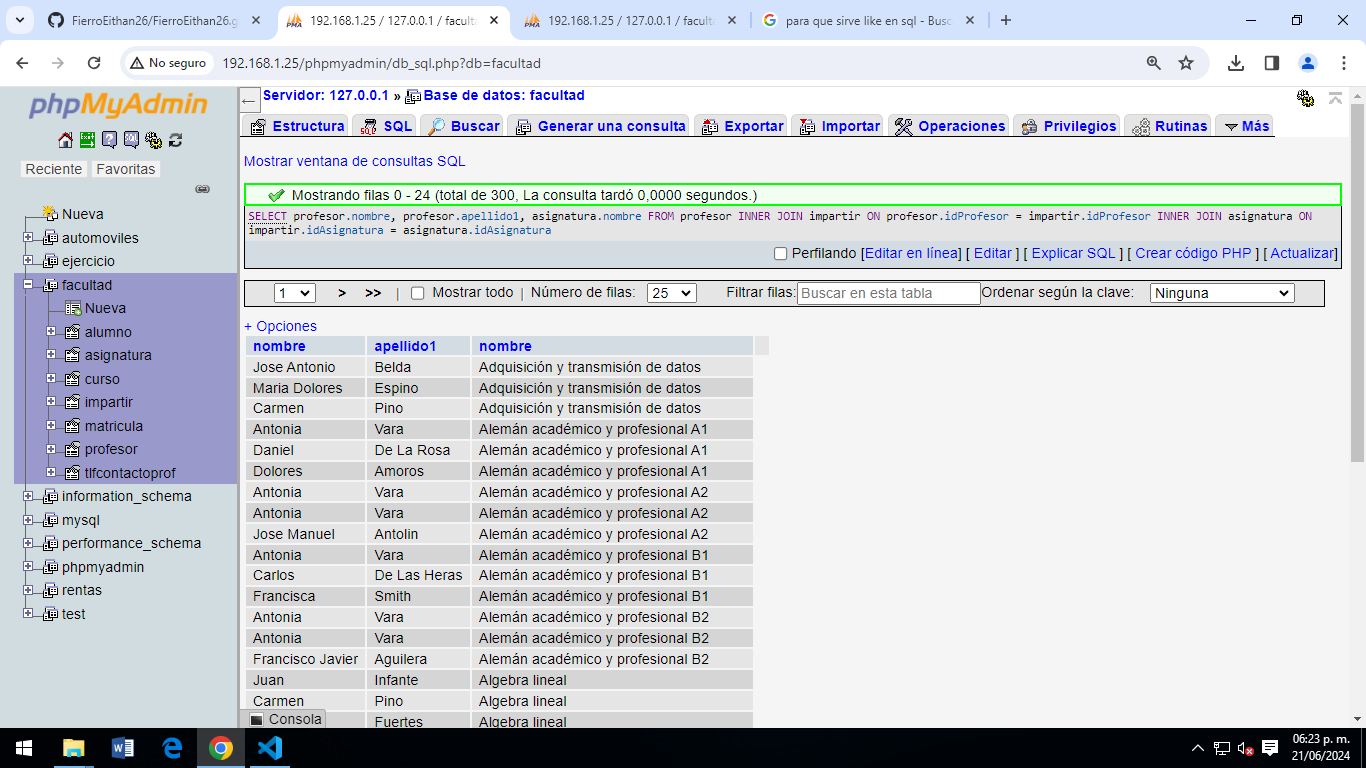 FierroEithan26/FierroEithan26.g
192.168.1.25 / 127.0.0.1 / faculta
192.168.1.25 / 127.0.0.1 / faculta
para que sirve like en sql - Busc
No seguro
192.168.1.25/phpmyadmin/db_sql.php?db=facultad
phpMyAdmin
Reciente
Favoritas
Nueva
automoviles
ejercicio
facultad
Nueva
alumno
asignatura
curso
impartir
matricula
profesor
tlfcontactoprof
information_schema
mysql
performance_schema
phpmyadmin
rentas
test
Servidor: 127.0.0.1 » Base de datos: facultad
Estructura SQL Buscar Generar una consulta Exportar Importar Operaciones Privilegios Rutinas Más
Mostrar ventana de consultas SQL
Mostrando filas 0 - 24 (total de 300, La consulta tardó 0,0000 segundos.)
SELECT profesor.nombre, profesor.apellido1, asignatura.nombre FROM profesor INNER JOIN impartir ON profesor.idProfesor = impartir.idProfesor INNER JOIN asignatura ON
impartir.idAsignatura = asignatura.idAsignatura
Perfilando [Editar en línea] [ Editar ] [ Explicar SQL ] [ Crear código PHP ] [ Actualizar]
1 > >> | Mostrar todo | Número de filas: 25 Filtrar filas: Buscar en esta tabla Ordenar según la clave: Ninguna
+ Opciones
nombre apellido1 nombre
Jose Antonio Belda Adquisición y transmisión de datos
Maria Dolores Espino Adquisición y transmisión de datos
Carmen Pino Adquisición y transmisión de datos
Antonia Vara Alemán académico y profesional A1
Daniel De La Rosa Alemán académico y profesional A1
Dolores Amoros Alemán académico y profesional A1
Antonia Vara Alemán académico y profesional A2
Antonia Vara Alemán académico y profesional A2
Jose Manuel Antolin Alemán académico y profesional A2
Antonia Vara Alemán académico y profesional B1
Carlos De Las Heras Alemán académico y profesional B1
Francisca Smith Alemán académico y profesional B1
Antonia Vara Alemán académico y profesional B2
Antonia Vara Alemán académico y profesional B2
Francisco Javier Aguilera Alemán académico y profesional B2
Juan Infante Algebra lineal
Carmen Pino Algebra lineal
Fuertes Algebra lineal
Consola
06:23 p. m.
21/06/2024